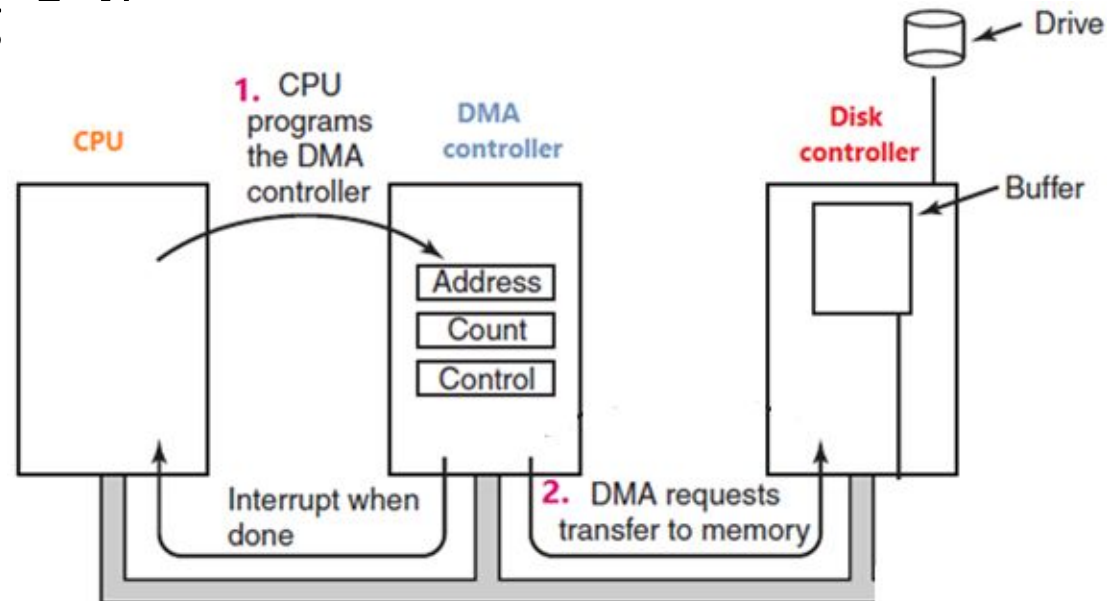 Drive
1. CPU
programs
the DMA
controller
CPU
DMA
controller
Disk
controller
Buffer
Address
Count
Control
Interrupt when
done
2. DMA requests
transfer to memory